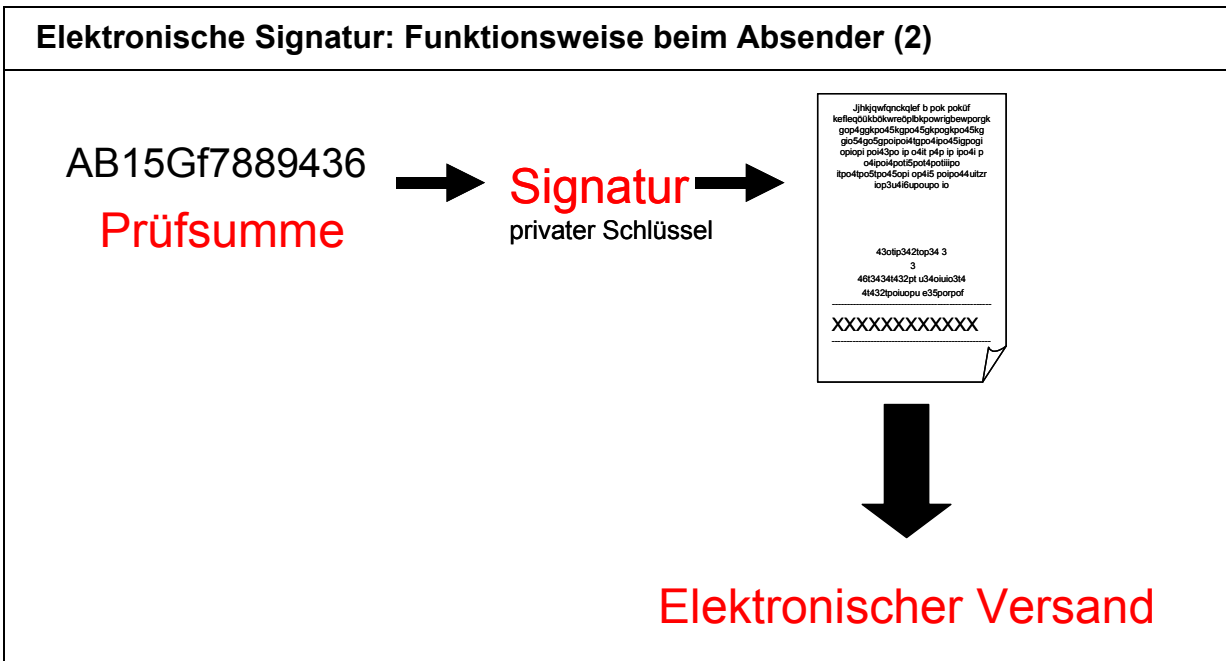 Elektronische Signatur: Funktionsweise beim Absender (2)
AB15Gf7889436
Prüfsumme
Signatur
privater Schlüssel
Jjhkjqwfqnckqlef b pok poküf
kefleqöükbökwreöplbkpowrigbewporgk
gop4ggkpo45kgpo45gkpogkpo45kg
gio54go5gpoipoi4tgpo4ipo45igpogi
opiopi poi43po ip o4it p4p ip ipo4i p
o4ipoi4poti5pot4potiiipo
itpo4tpo5tpo45opi op4i5 poipo44uitzr
iop3u4i6upoupo io
43otip342top34 3
3
46t3434t432pt u34oiuio3t4
4t432tpoiuopu e35porpof
XXXXXXXXXXXX
Elektronischer Versand